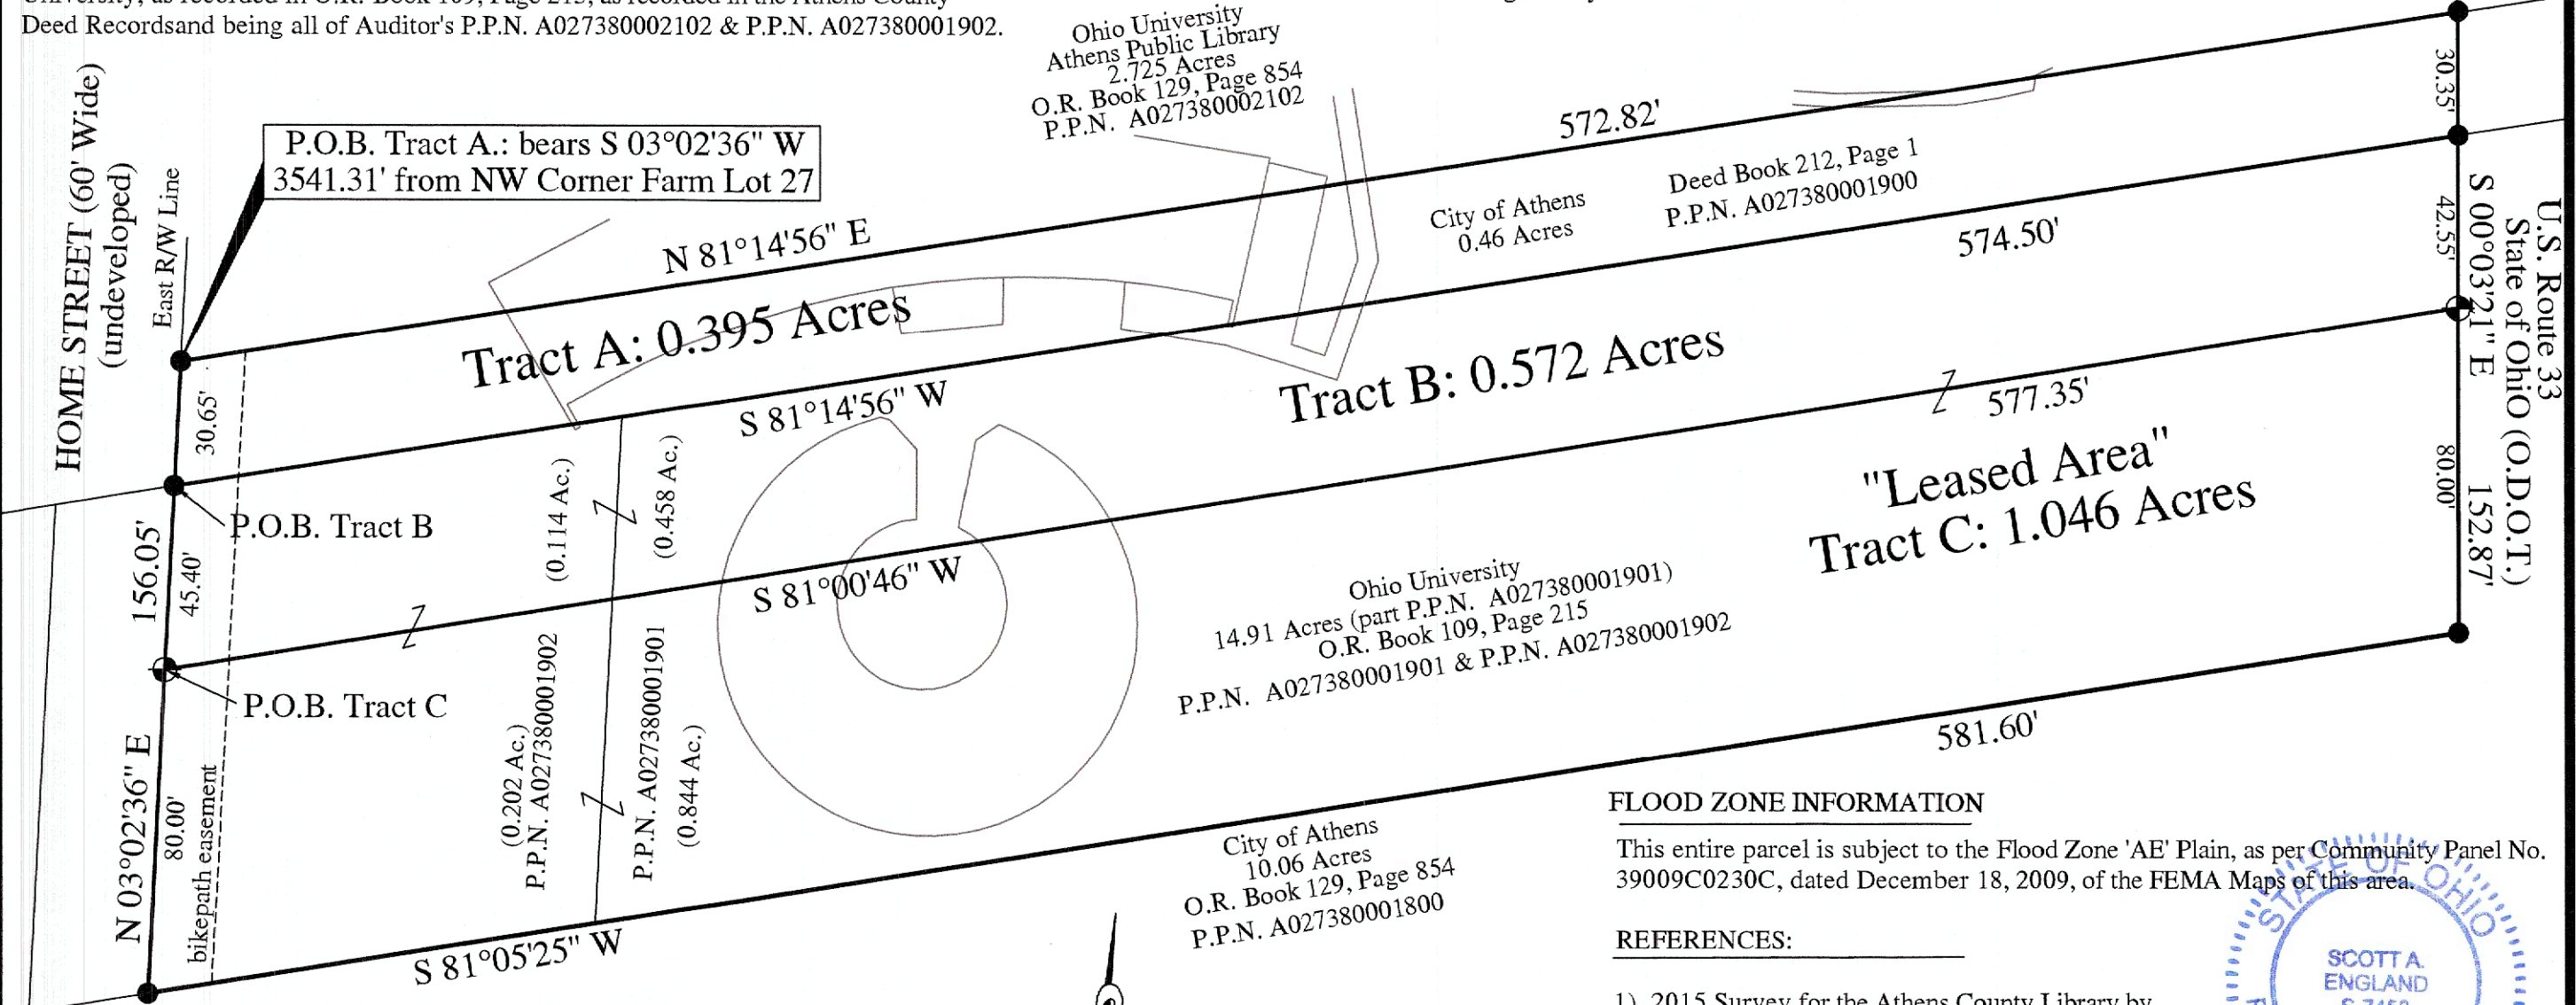 Deed Recordsand being all of Auditor's P.P.N. A027380002102 & P.P.N. A027380001902.
Ohio University
Athens Public Library
2.725 Acres
O.R. Book 129, Page 854
P.P.N. A027380002102
HOME STREET (60' Wide)
(undeveloped)
East R/W Line
P.O.B. Tract A.: bears S 03°02'36" W
3541.31' from NW Corner Farm Lot 27
N 81°14'56" E
572.82'
30.35'
Deed Book 212, Page 1
P.P.N. A027380001900
City of Athens
0.46 Acres
574.50'
42.55'
S 00°03'21" E 152.87'
U.S. Route 33
State of Ohio (O.D.O.T.)
Tract A: 0.395 Acres
30.65'
S 81°14'56" W
Tract B: 0.572 Acres
577.35'
P.O.B. Tract B
(0.114 Ac.)
(0.458 Ac.)
156.05'
45.40'
S 81°00'46" W
"Leased Area"
Tract C: 1.046 Acres
80.00'
Ohio University
14.91 Acres (part P.P.N. A027380001901)
O.R. Book 109, Page 215
P.P.N. A027380001901 & P.P.N. A027380001902
P.O.B. Tract C
(0.202 Ac.)
P.P.N. A027380001902
P.P.N. A027380001901
(0.844 Ac.)
N 03°02'36" E
80.00'
bikepath easement
S 81°05'25" W
581.60'
City of Athens
10.06 Acres
O.R. Book 129, Page 854
P.P.N. A027380001800
FLOOD ZONE INFORMATION
This entire parcel is subject to the Flood Zone 'AE' Plain, as per Community Panel No.
39009C0230C, dated December 18, 2009, of the FEMA Maps of this area.
REFERENCES:
1) 2015 Survey for the Athens County Library by
STATE OF OHIO
SCOTT A.
ENGLAND